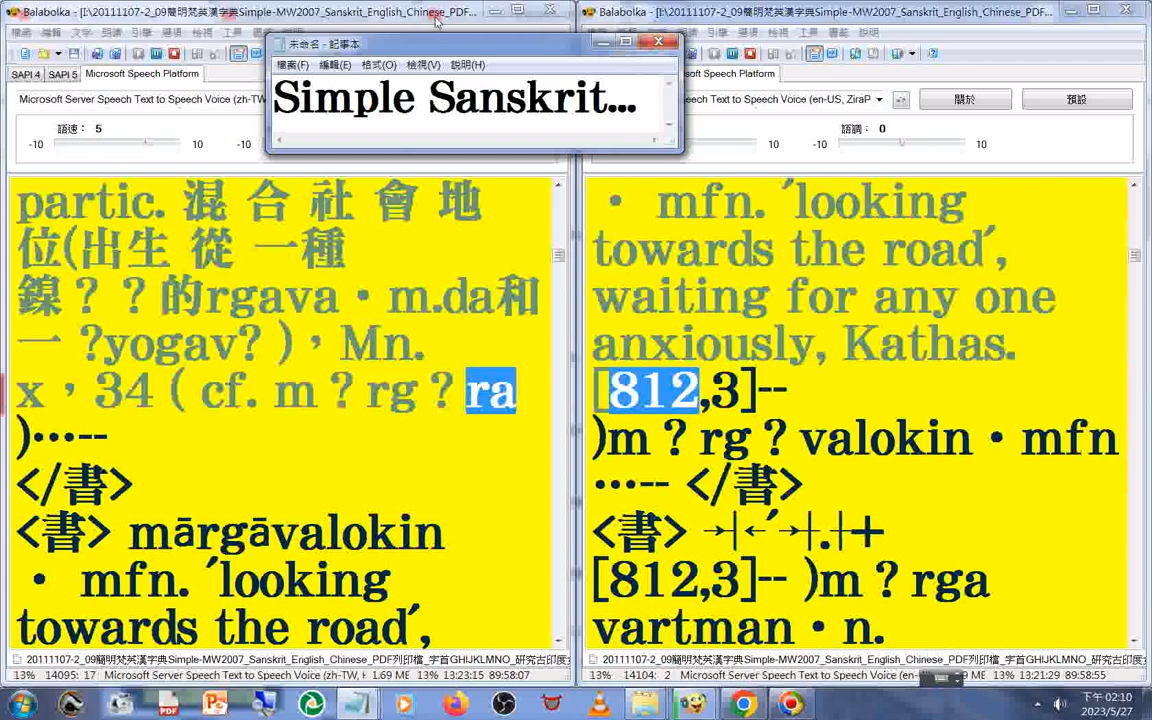 Balabolka - [I:\20111107-2_09簡明梵英漢字典Simple-MW2007_Sanskrit_English_Chinese_PDF...
Balabolka - [I:\20111107-2_09簡明梵英漢字典Simple-MW2007_Sanskrit_English_Chinese_PDF...
未命名 - 記事本
檔案(F) 編輯(E) 格式(O) 檢視(V) 說明(H)
Simple Sanskrit...
SAPI 4 SAPI 5 Microsoft Speech Platform
Speech Platform
Microsoft Server Speech Text to Speech Voice (zh-TW
eech Text to Speech Voice (en-US, ZiraP
關於 預設
語速： 5
-10 10 -10
語調： 0
10 -10 10
partic. 混 合 社 會 地
位(出生 從 一種
鎳？？的rgava·m.da和
一 ?yogav?)，Mn.
x，34 ( cf. m？rg？ra
)…--
</書>
<書> mārgāvalokin
· mfn. ′looking
towards the road′,
· mfn. ′looking
towards the road′,
waiting for any one
anxiously, Kathas.
[812,3]--
)m？rg？valokin·mfn
…-- </書>
<書> →┤←′→┤.┤+
[812,3]-- )m？rga
vartman·n.
20111107-2_09簡明梵英漢字典Simple-MW2007_Sanskrit_English_Chinese_PDF列印檔_字首GHIJKLMNO_研究古印度
20111107-2_09簡明梵英漢字典Simple-MW2007_Sanskrit_English_Chinese_PDF列印檔_字首GHIJKLMNO_研究古印度
13% 14095: 17 Microsoft Server Speech Text to Speech Voice (zh-TW, H 1.69 ME 13% 13:23:15 89:58:07
13% 14104: 2 Microsoft Server Speech Text to Speech Voice 13% 13:21:29 89:58:55
下午 02:10
2023/5/27